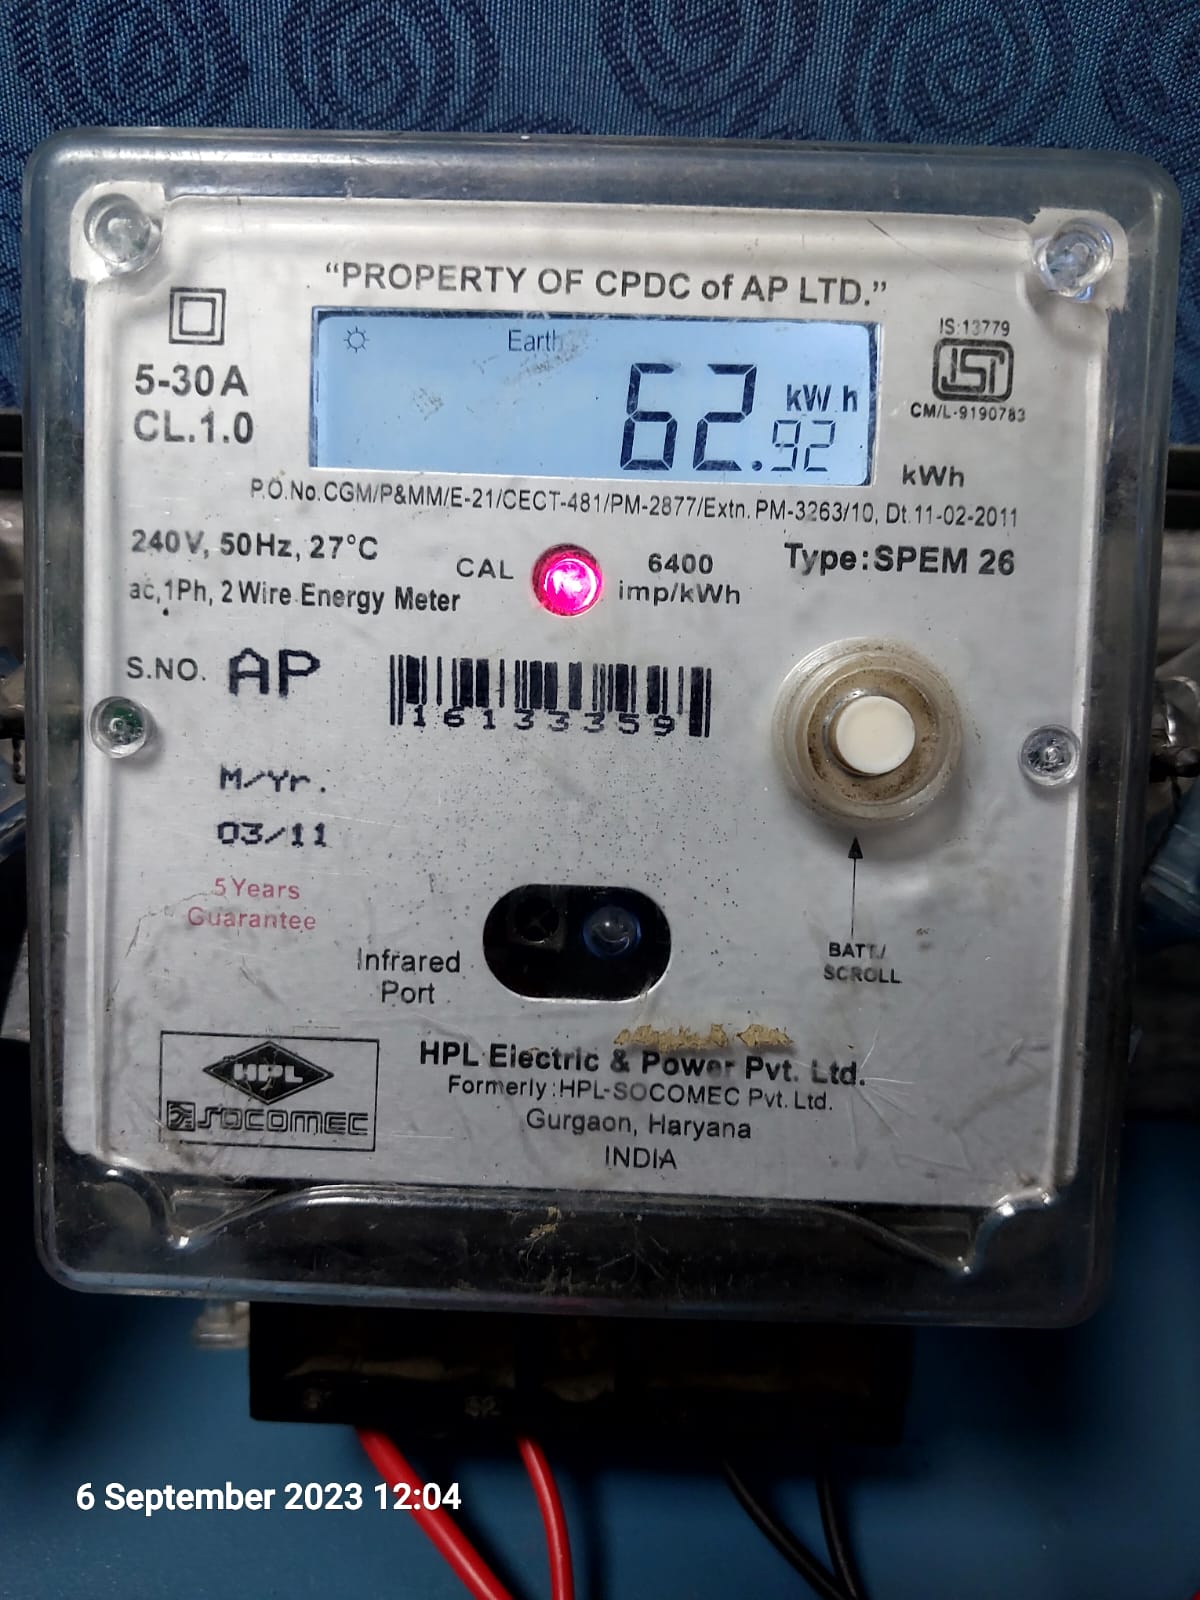 “PROPERTY OF CPDC of AP LTD.”
5-30A
CL.1.0
Earth
62.92 kWh
IS:13779
ISI
CM/L-9190783
kWh
P.O.No.CGM/P&MM/E-21/CECT-481/PM-2877/Extn. PM-3263/10, Dt.11-02-2011
240V, 50Hz, 27°C
ac,1Ph, 2 Wire Energy Meter
CAL
6400
imp/kWh
Type:SPEM 26
S.NO. AP
16133359
M/Yr.
03/11
5 Years
Guarantee
Infrared
Port
BATT/
SCROLL
HPL
SOCOMEC
HPL Electric & Power Pvt. Ltd.
Formerly:HPL-SOCOMEC Pvt. Ltd.
Gurgaon, Haryana
INDIA
6 September 2023 12:04